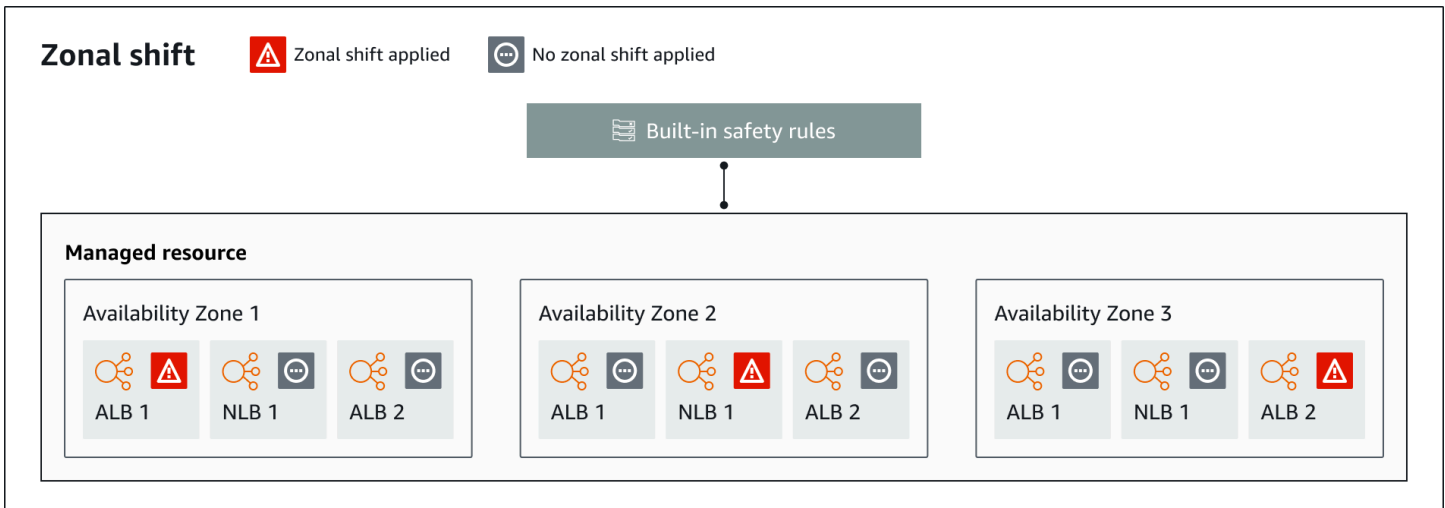 Zonal shift
Zonal shift applied
No zonal shift applied
Built-in safety rules
Managed resource
Availability Zone 1
ALB 1
NLB 1
ALB 2
Availability Zone 2
ALB 1
NLB 1
ALB 2
Availability Zone 3
ALB 1
NLB 1
ALB 2